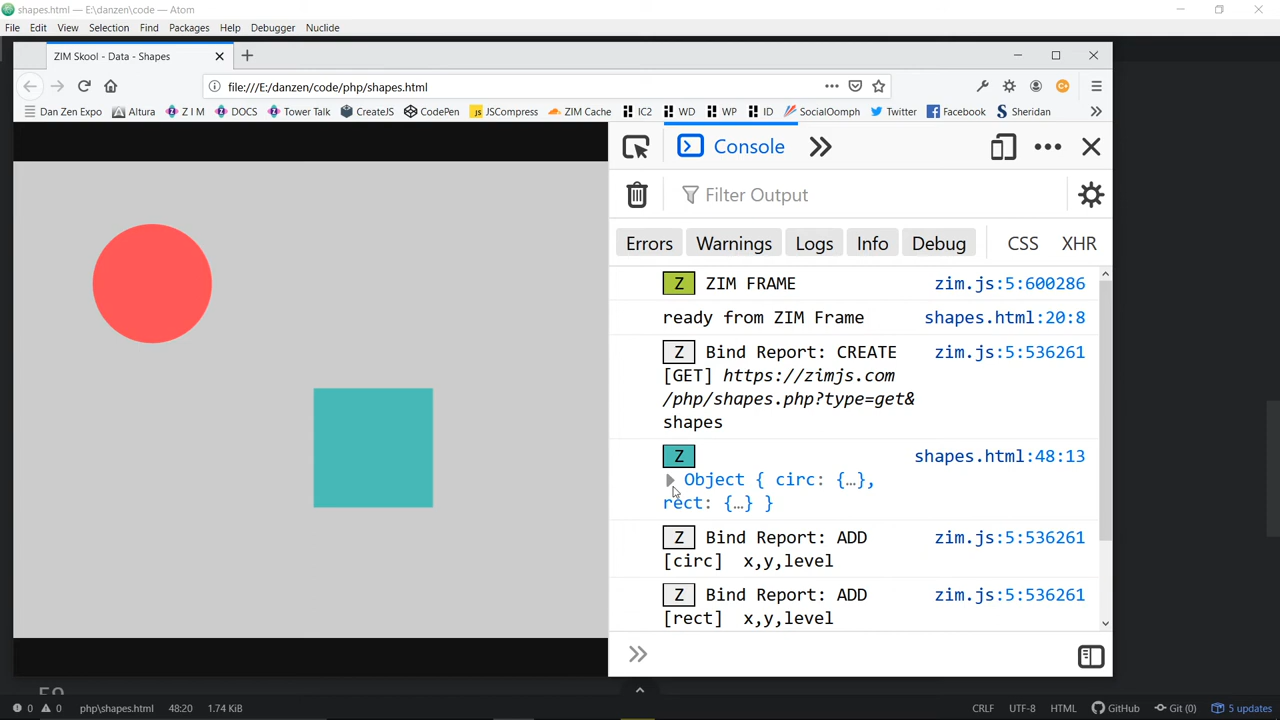 shapes.html — E:\danzen\code — Atom
File Edit View Selection Find Packages Help Debugger Nuclide
ZIM Skool - Data - Shapes
file:///E:/danzen/code/php/shapes.html
Dan Zen Expo Altura Z I M DOCS Tower Talk CreateJS CodePen JSCompress ZIM Cache IC2 WD WP ID SocialOomph Twitter Facebook Sheridan
Console
Filter Output
Errors Warnings Logs Info Debug CSS XHR
Z ZIM FRAME zim.js:5:600286
ready from ZIM Frame shapes.html:20:8
Z Bind Report: CREATE zim.js:5:536261
[GET] https://zimjs.com
/php/shapes.php?type=get&
shapes
Z shapes.html:48:13
Object { circ: {…},
rect: {…} }
Z Bind Report: ADD zim.js:5:536261
[circ] x,y,level
Z Bind Report: ADD zim.js:5:536261
[rect] x,y,level
0 0 php\shapes.html 48:20 1.74 KiB CRLF UTF-8 HTML GitHub Git (0) 5 updates